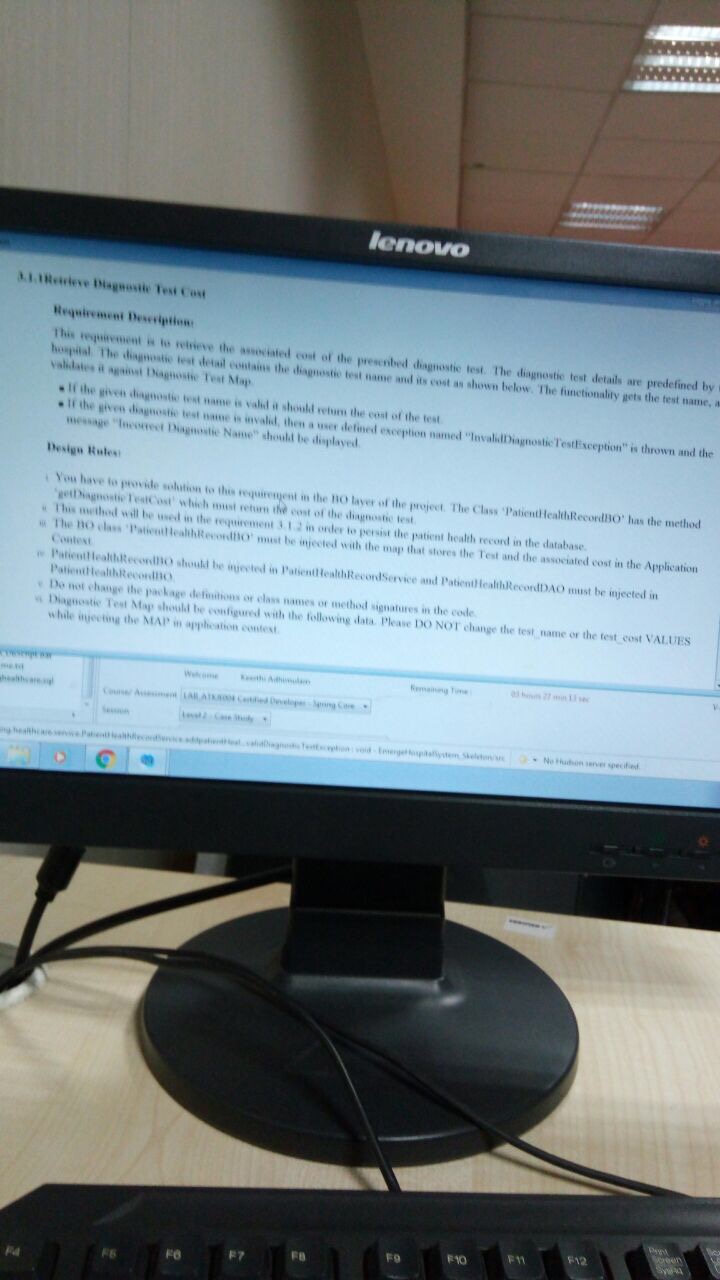 lenovo
3.1.1Retrieve Diagnostic Test Cost
Requirement Description:
This requirement is to retrieve the associated cost of the prescribed diagnostic test. The diagnostic test details are predefined by
hospital. The diagnostic test detail contains the diagnostic test name and its cost as shown below. The functionality gets the test name, a
validates it against Diagnostic Test Map.
▪ If the given diagnostic test name is valid it should return the cost of the test.
▪ If the given diagnostic test name is invalid, then a user defined exception named "InvalidDiagnosticTestException" is thrown and the
message "Incorrect Diagnostic Name" should be displayed.
Design Rules:
i. You have to provide solution to this requirement in the BO layer of the project. The Class 'PatientHealthRecordBO' has the method
'getDiagnosticTestCost' which must return the cost of the diagnostic test.
ii. This method will be used in the requirement 3.1.2 in order to persist the patient health record in the database.
iii. The BO class 'PatientHealthRecordBO' must be injected with the map that stores the Test and the associated cost in the Application
Context.
iv. PatientHealthRecordBO should be injected in PatientHealthRecordService and PatientHealthRecordDAO must be injected in
PatientHealthRecordBO.
v. Do not change the package definitions or class names or method signatures in the code.
vi. Diagnostic Test Map should be configured with the following data. Please DO NOT change the test_name or the test_cost VALUES
while injecting the MAP in application context.
me.txt
ghealthcare.sql
Welcome Keerthi Adhimulam
Course/ Assessment LAB_ATKJE004 Certified Developer - Spring Core
Remaining Time : 03 hours 27 min 13 sec
Session Level 2 - Case Study
ng.healthcare.service.PatientHealthRecordService.addpatientHeal...validDiagnosticTestException : void - EmergeHospitalSystem_Skeleton/src
No Hudson server specified.
F4 F5 F6 F7 F8 F9 F10 F11 F12
Print
Screen
SysRq